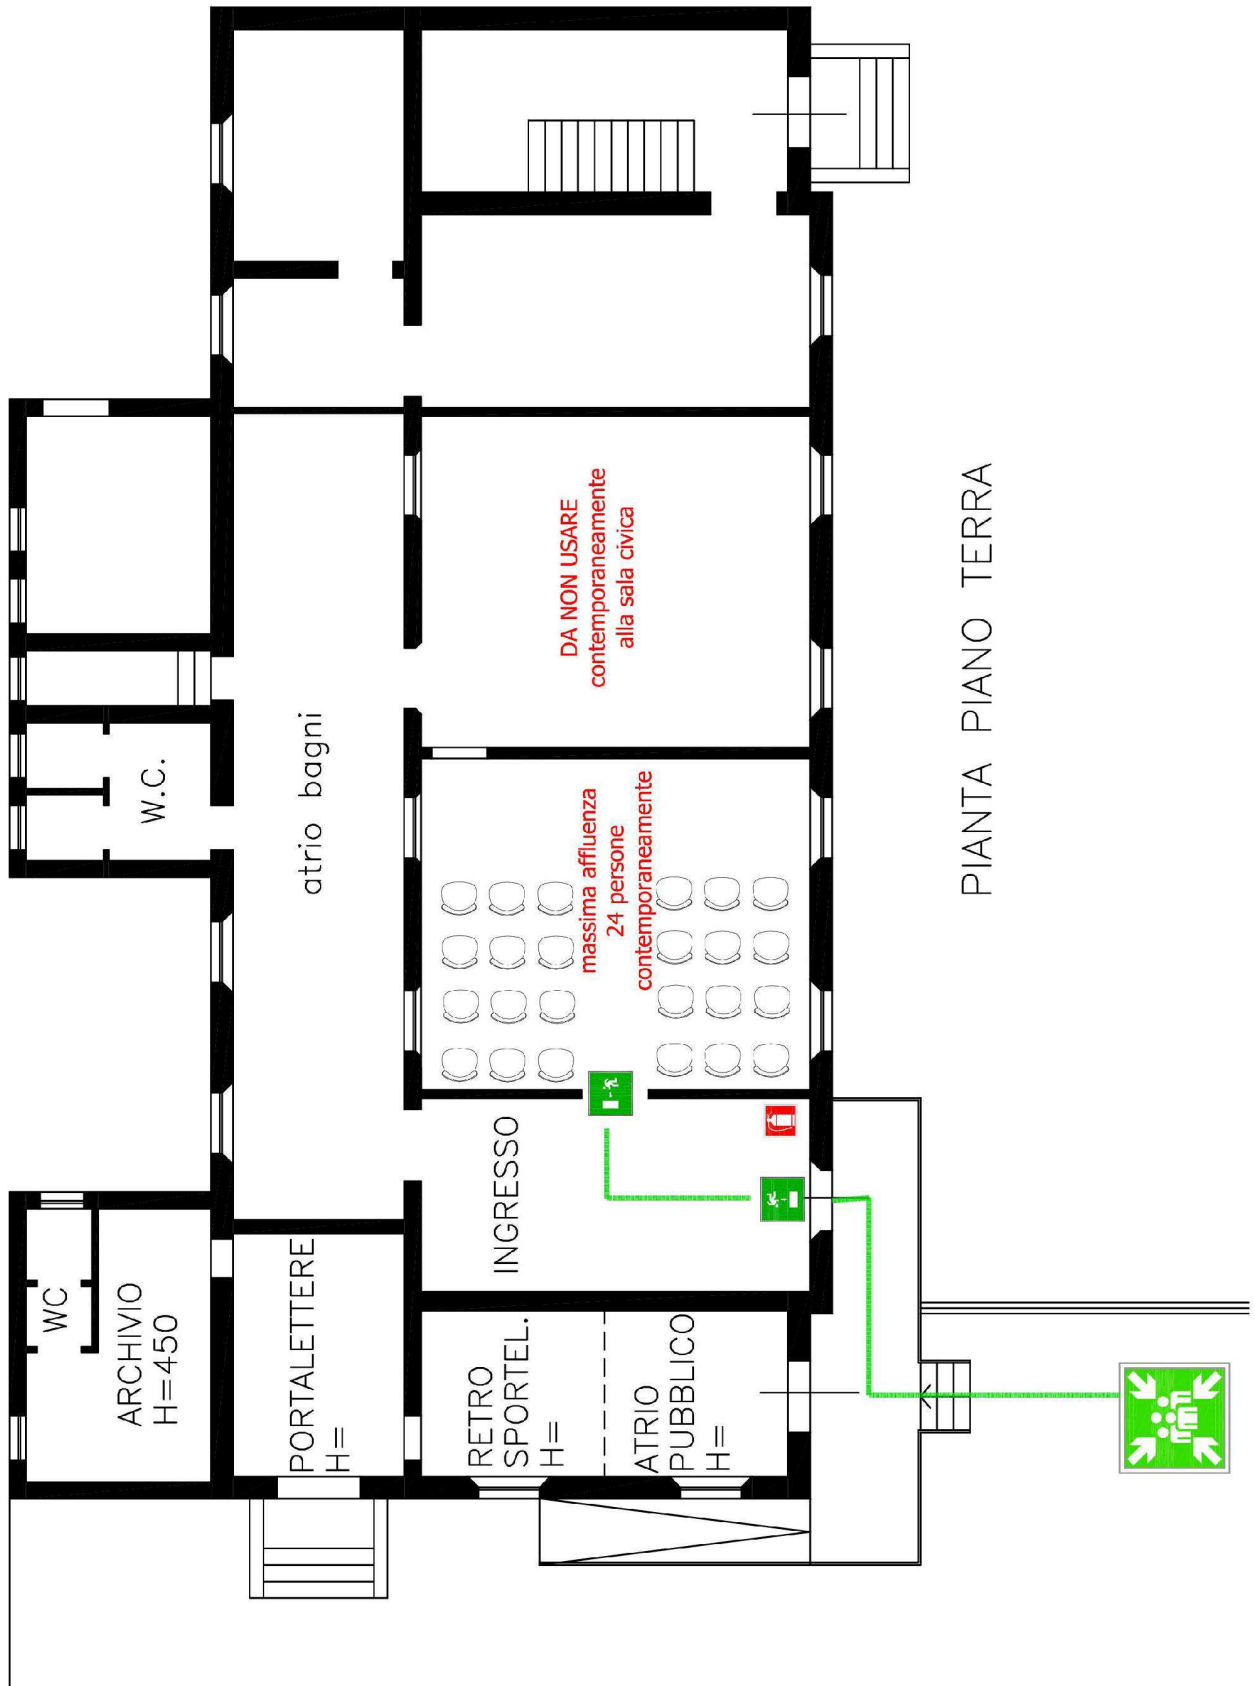 WC
ARCHIVIO
H=450
PORTALETTERE
H=
RETRO
SPORTEL.
H=
ATRIO
PUBBLICO
H=
INGRESSO
W.C.
atrio bagni
massima affluenza
24 persone
contemporaneamente
DA NON USARE
contemporaneamente
alla sala civica
PIANTA PIANO TERRA